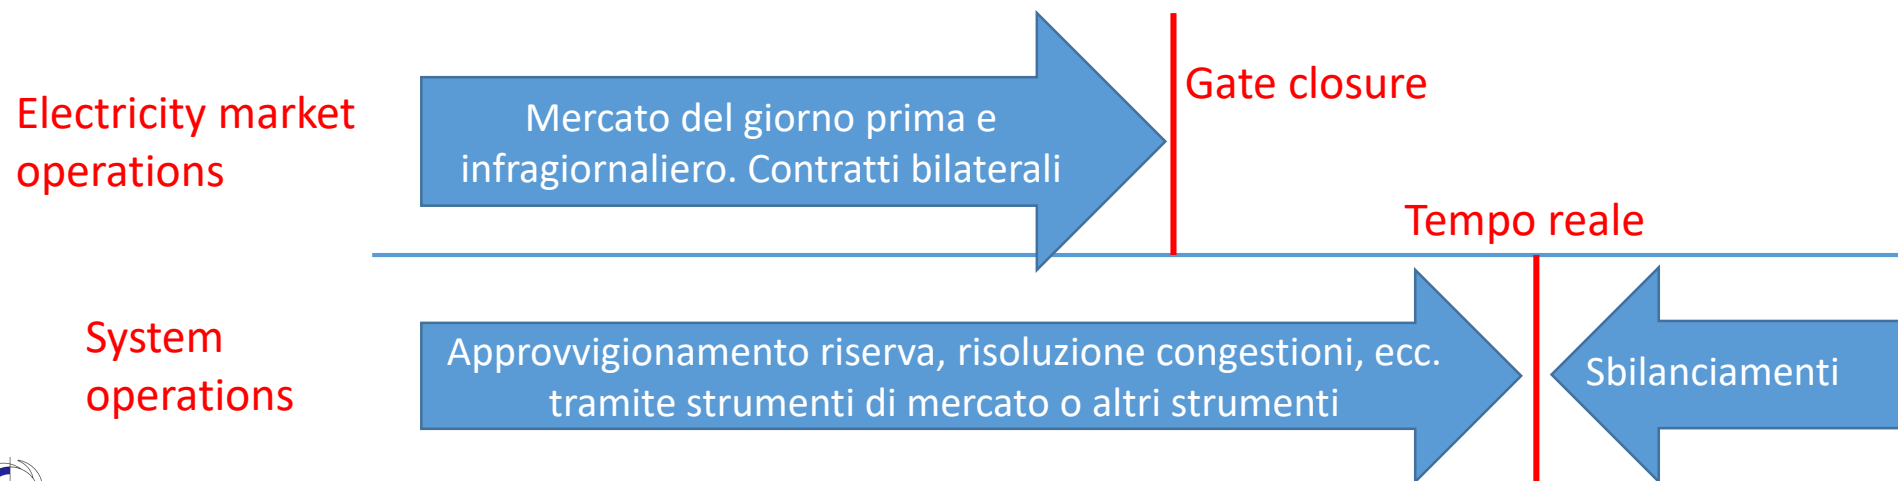 Electricity market
operations
Mercato del giorno prima e
infragiornaliero. Contratti bilaterali
Gate closure
Tempo reale
System
operations
Approvvigionamento riserva, risoluzione congestioni, ecc.
tramite strumenti di mercato o altri strumenti
Sbilanciamenti